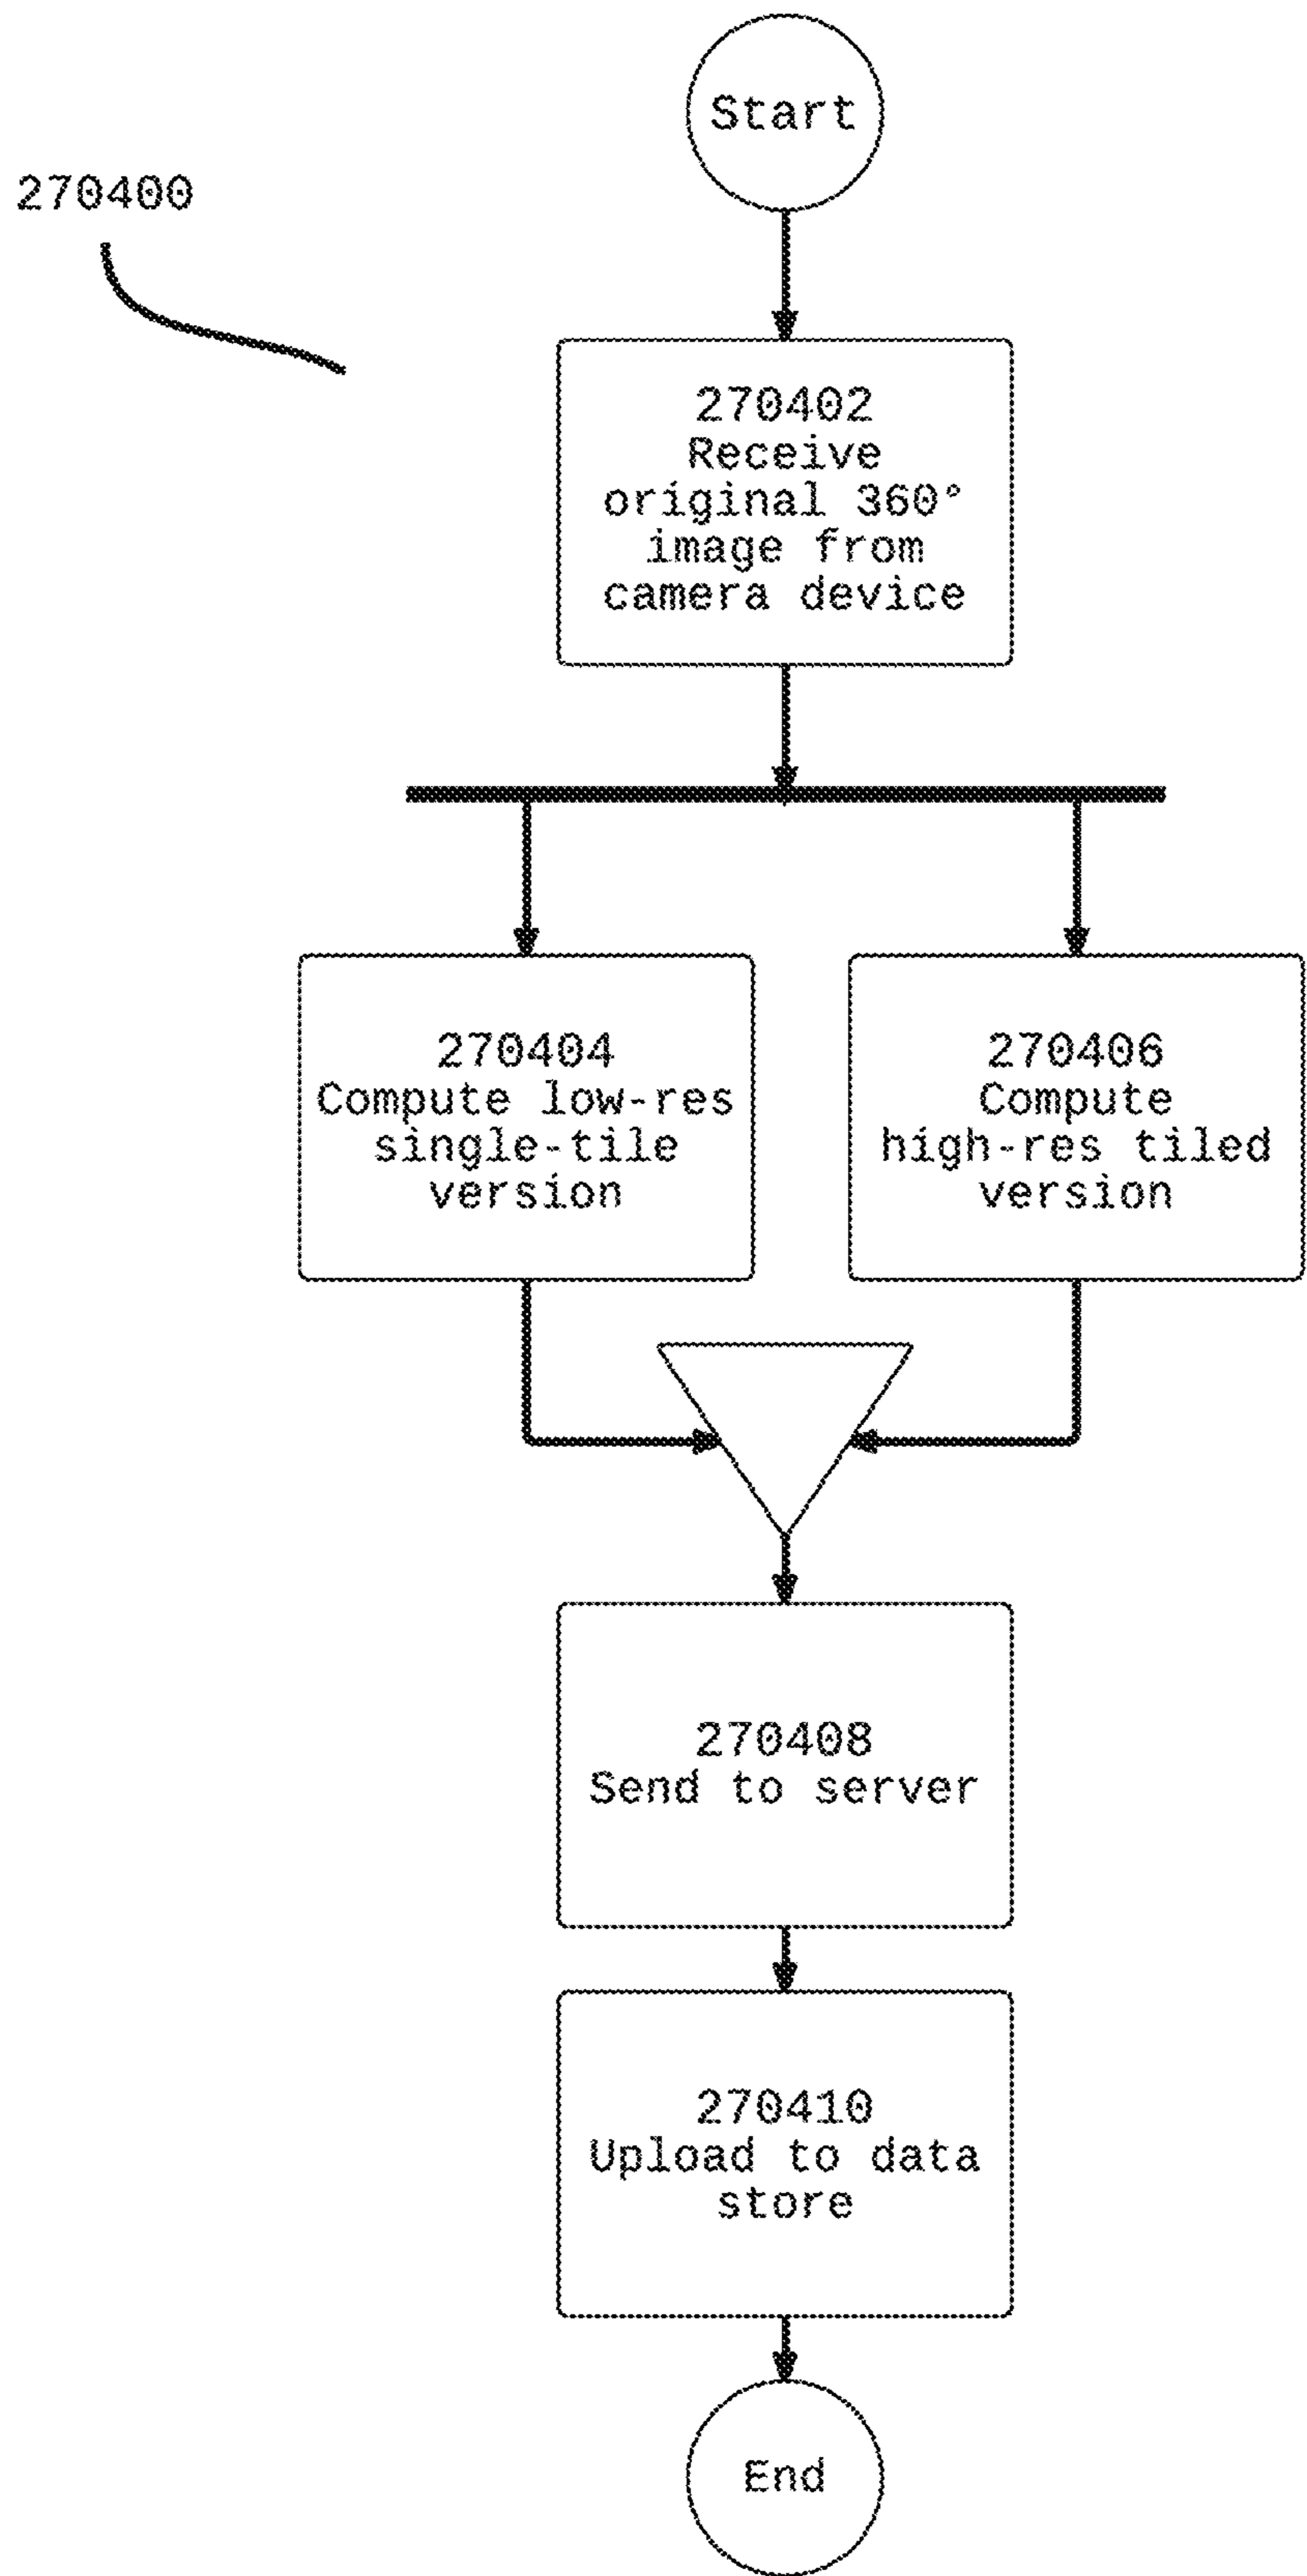 Start
270400
270402
Receive
original 360°
image from
camera device
270404
Compute low-res
single-tile
version
270406
Compute
high-res tiled
version
270408
Send to server
270410
Upload to data
store
End